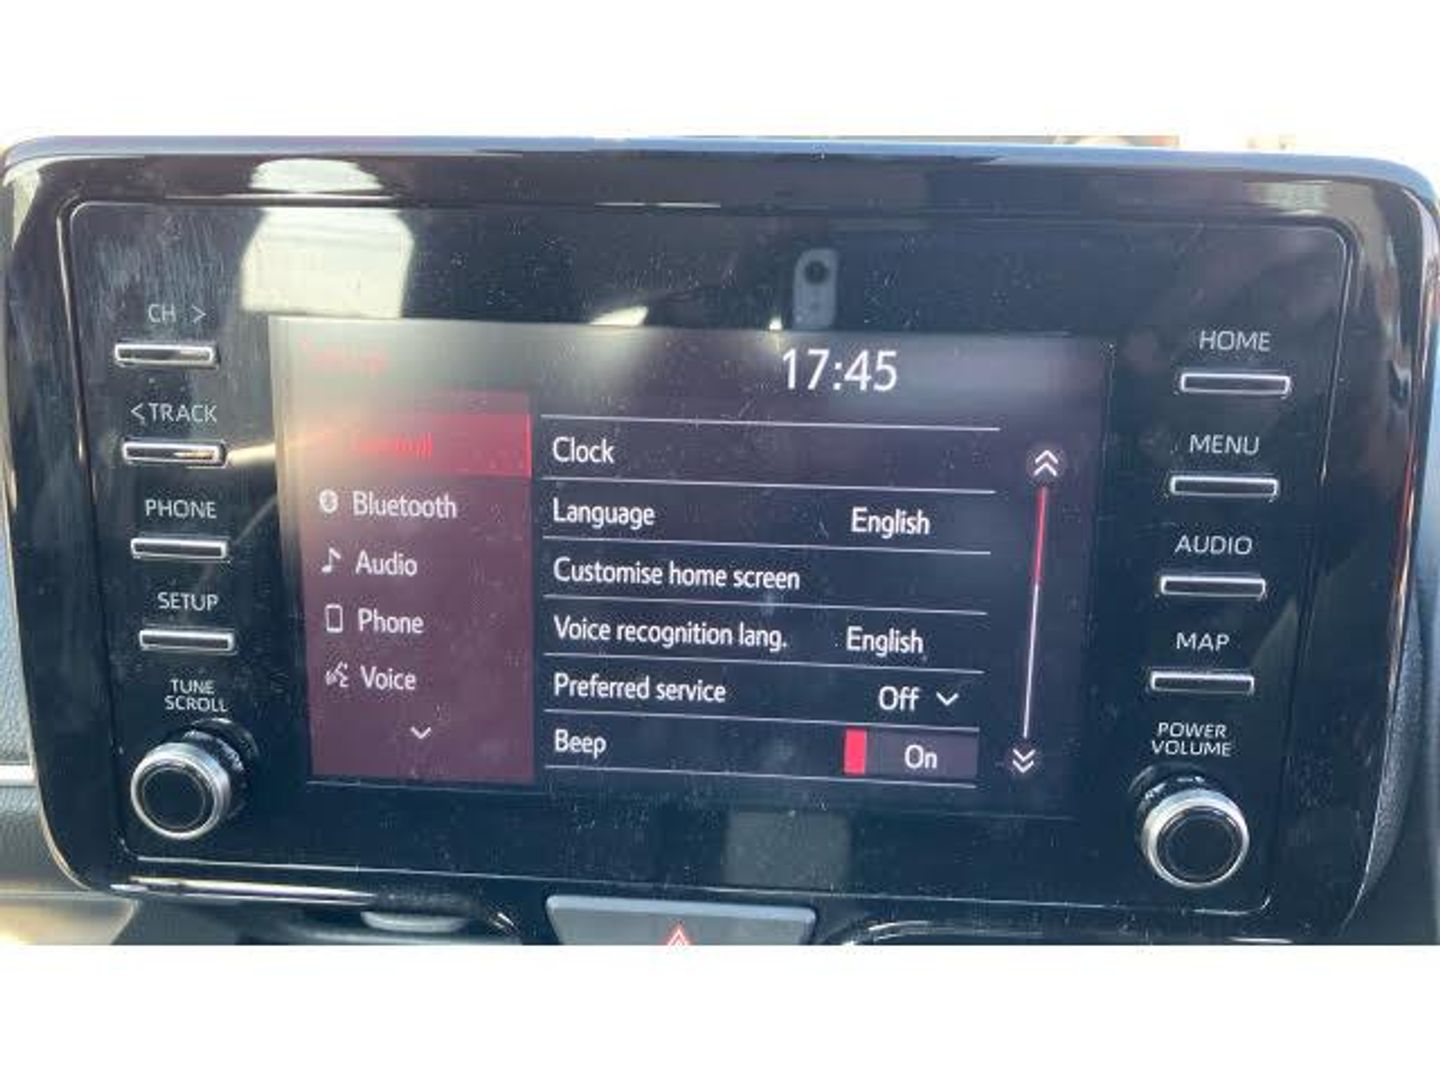 CH >
< TRACK
PHONE
SETUP
TUNE
SCROLL
17:45
Bluetooth
Audio
Phone
Voice
Clock
Language English
Customise home screen
Voice recognition lang. English
Preferred service Off
Beep On
HOME
MENU
AUDIO
MAP
POWER
VOLUME